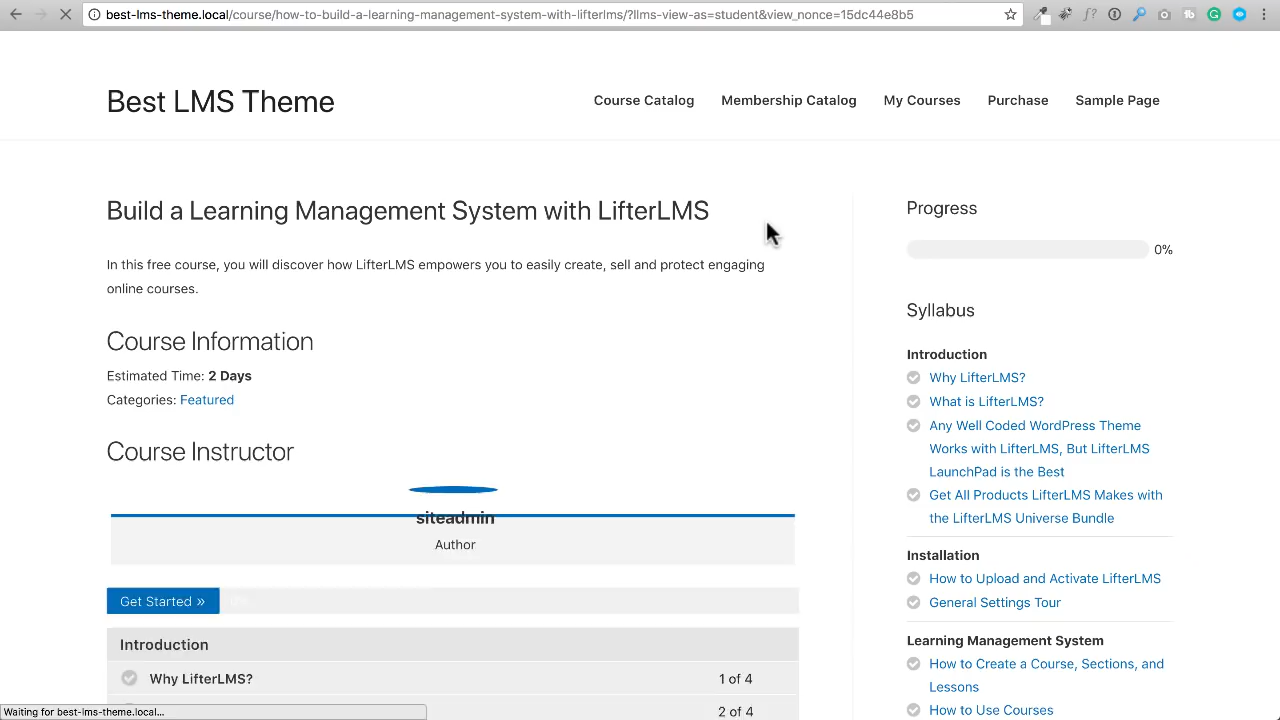 best-lms-theme.local/course/how-to-build-a-learning-management-system-with-lifterlms/?llms-view-as=student&view_nonce=15dc44e8b5
Best LMS Theme
Course Catalog
Membership Catalog
My Courses
Purchase
Sample Page
Build a Learning Management System with LifterLMS
In this free course, you will discover how LifterLMS empowers you to easily create, sell and protect engaging
online courses.
Course Information
Estimated Time: 2 Days
Categories: Featured
Course Instructor
siteadmin
Author
Get Started »
Introduction
Why LifterLMS?
1 of 4
2 of 4
Progress
0%
Syllabus
Introduction
Why LifterLMS?
What is LifterLMS?
Any Well Coded WordPress Theme
Works with LifterLMS, But LifterLMS
LaunchPad is the Best
Get All Products LifterLMS Makes with
the LifterLMS Universe Bundle
Installation
How to Upload and Activate LifterLMS
General Settings Tour
Learning Management System
How to Create a Course, Sections, and
Lessons
How to Use Courses
Waiting for best-lms-theme.local...